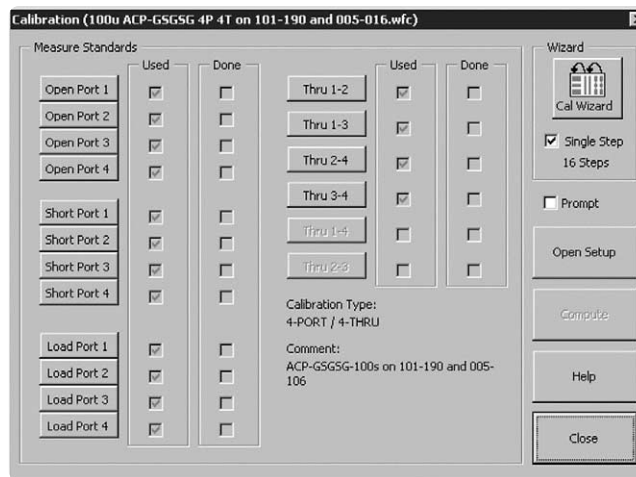 Calibration (100u ACP-GSGSG 4P 4T on 101-190 and 005-016.wfc)
Measure Standards
Used
Done
Open Port 1
Open Port 2
Open Port 3
Open Port 4
Short Port 1
Short Port 2
Short Port 3
Short Port 4
Load Port 1
Load Port 2
Load Port 3
Load Port 4
Used
Done
Thru 1-2
Thru 1-3
Thru 2-4
Thru 3-4
Thru 1-4
Thru 2-3
Calibration Type:
4-PORT / 4-THRU
Comment:
ACP-GSGSG-100s on 101-190 and 005-
106
Wizard
Cal Wizard
Single Step
16 Steps
Prompt
Open Setup
Compute
Help
Close